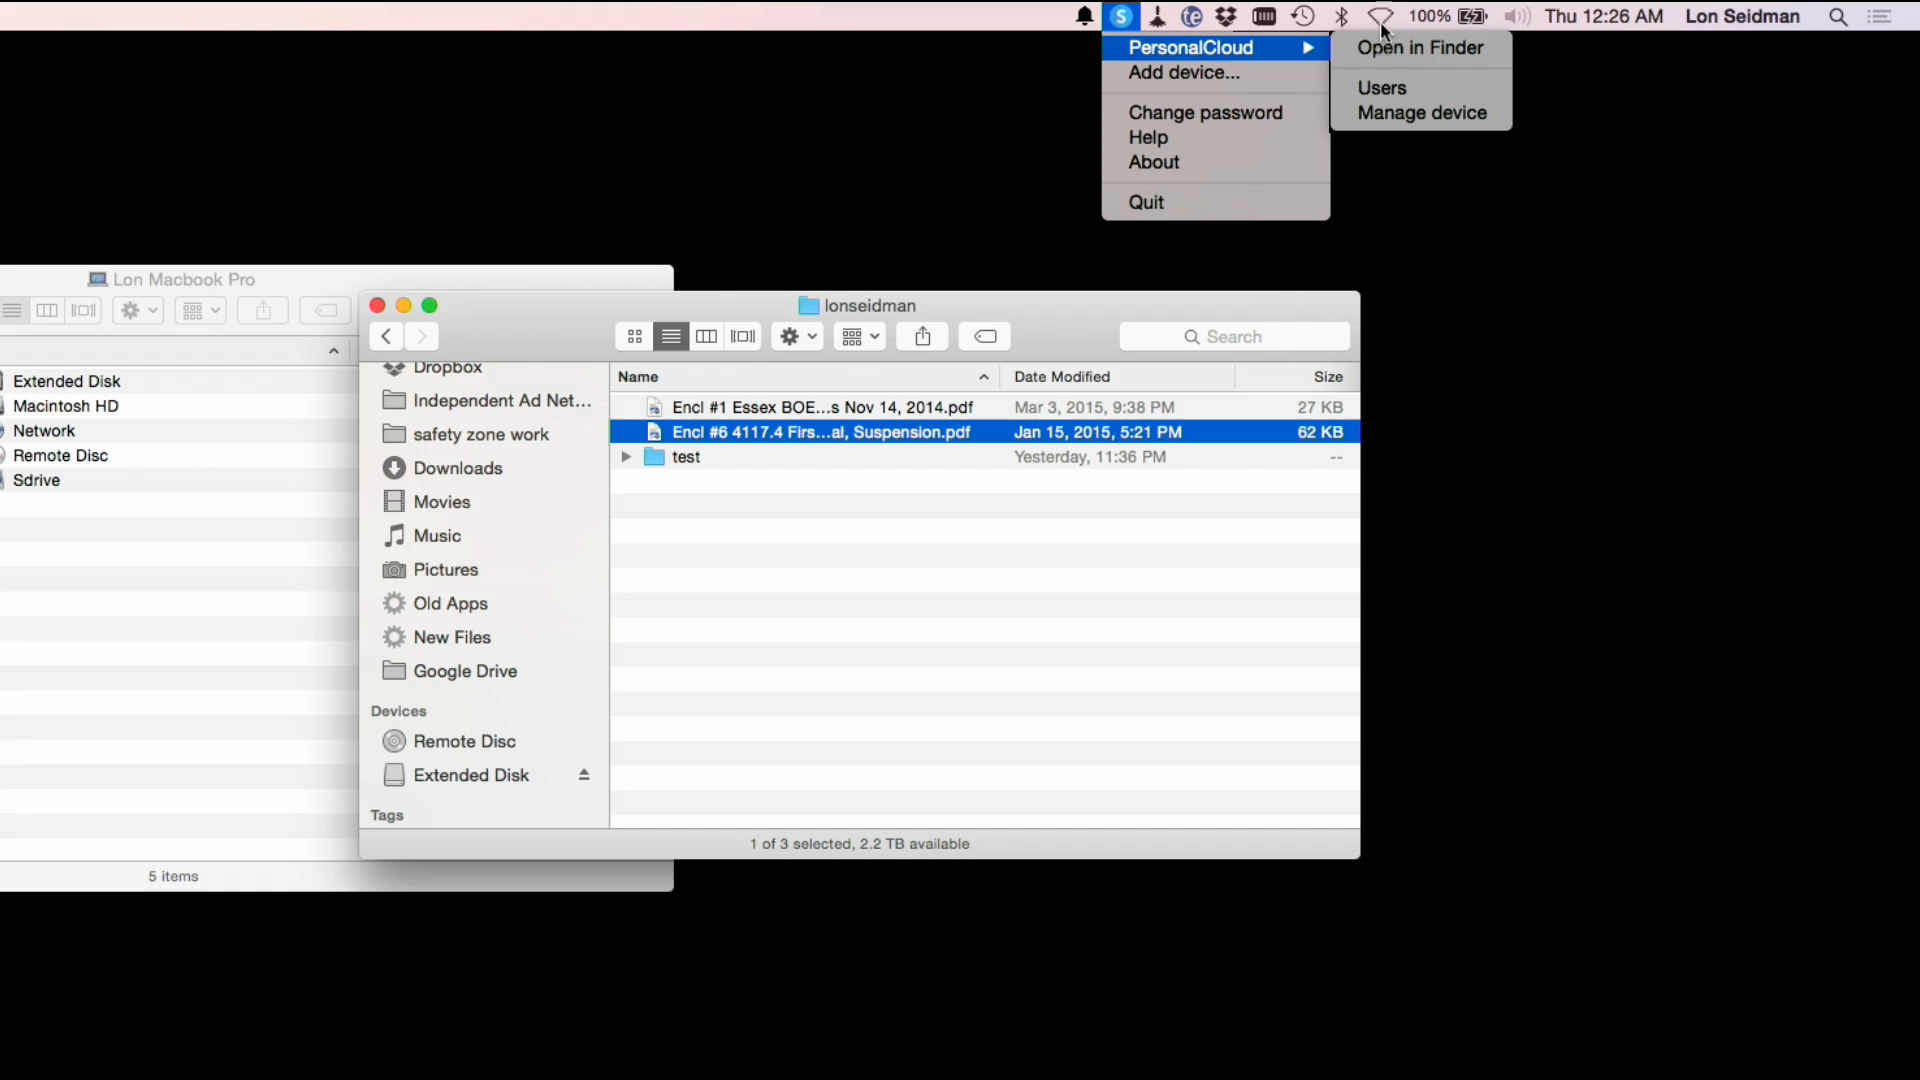 S te 100% Thu 12:26 AM Lon Seidman
PersonalCloud
Add device...
Change password
Help
About
Quit
Open in Finder
Users
Manage device
Lon Macbook Pro
Extended Disk
Macintosh HD
Network
Remote Disc
Sdrive
5 items
lonseidman
Search
Dropbox
Independent Ad Net...
safety zone work
Downloads
Movies
Music
Pictures
Old Apps
New Files
Google Drive
Devices
Remote Disc
Extended Disk
Tags
Name Date Modified Size
Encl #1 Essex BOE...s Nov 14, 2014.pdf Mar 3, 2015, 9:38 PM 27 KB
Encl #6 4117.4 Firs...al, Suspension.pdf Jan 15, 2015, 5:21 PM 62 KB
test Yesterday, 11:36 PM --
1 of 3 selected, 2.2 TB available